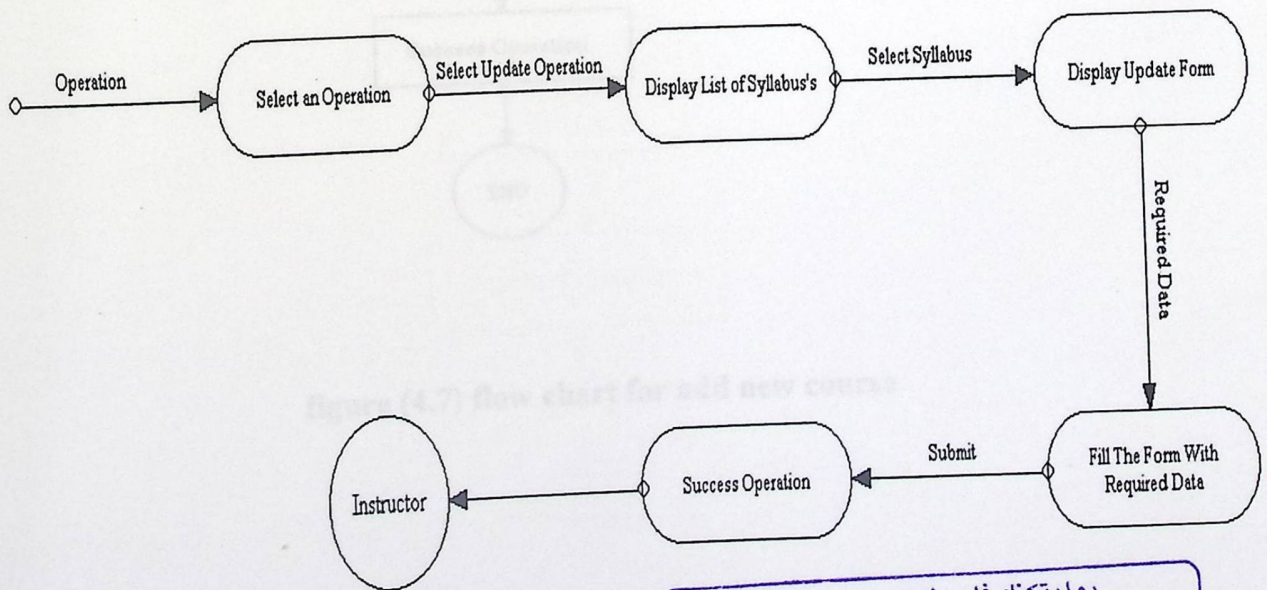 Operation
Select an Operation
Select Update Operation
Display List of Syllabus's
Select Syllabus
Display Update Form
Required Data
Fill The Form With
Required Data
Submit
Success Operation
Instructor
figure (4.7) flow chart for add new course